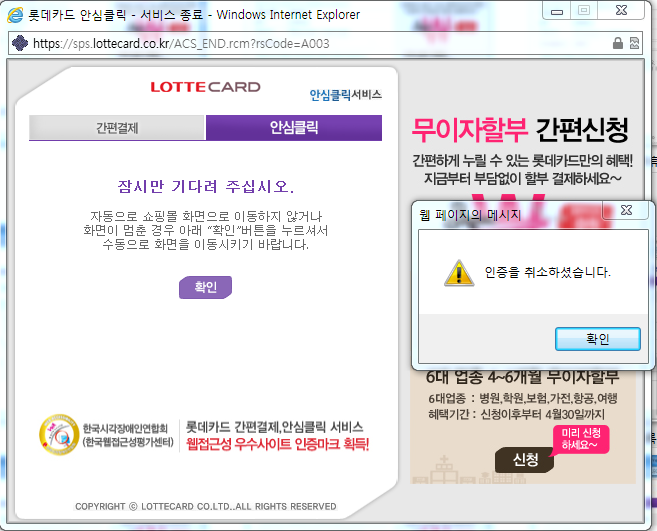 롯데카드 안심클릭 - 서비스 종료 - Windows Internet Explorer
https://sps.lottecard.co.kr/ACS_END.rcm?rsCode=A003
LOTTECARD
안심클릭서비스
간편결제
안심클릭
잠시만 기다려 주십시오.
자동으로 쇼핑몰 화면으로 이동하지 않거나
화면이 멈춘 경우 아래 "확인"버튼을 누르셔서
수동으로 화면을 이동시키기 바랍니다.
확인
한국시각장애인연합회
(한국웹접근성평가센터)
롯데카드 간편결제,안심클릭 서비스
웹접근성 우수사이트 인증마크 획득!
COPYRIGHT ⓒ LOTTECARD CO,LTD..ALL RIGHTS RESERVED
무이자할부 간편신청
간편하게 누릴 수 있는 롯데카드만의 혜택!
지금부터 부담없이 할부 결제하세요~
웹 페이지의 메시지
인증을 취소하셨습니다.
확인
6대 업종 4~6개월 무이자할부
6대업종 : 병원,학원,보험,가전,항공,여행
혜택기간 : 신청이후부터 4월30일까지
미리 신청
하세요~
신청